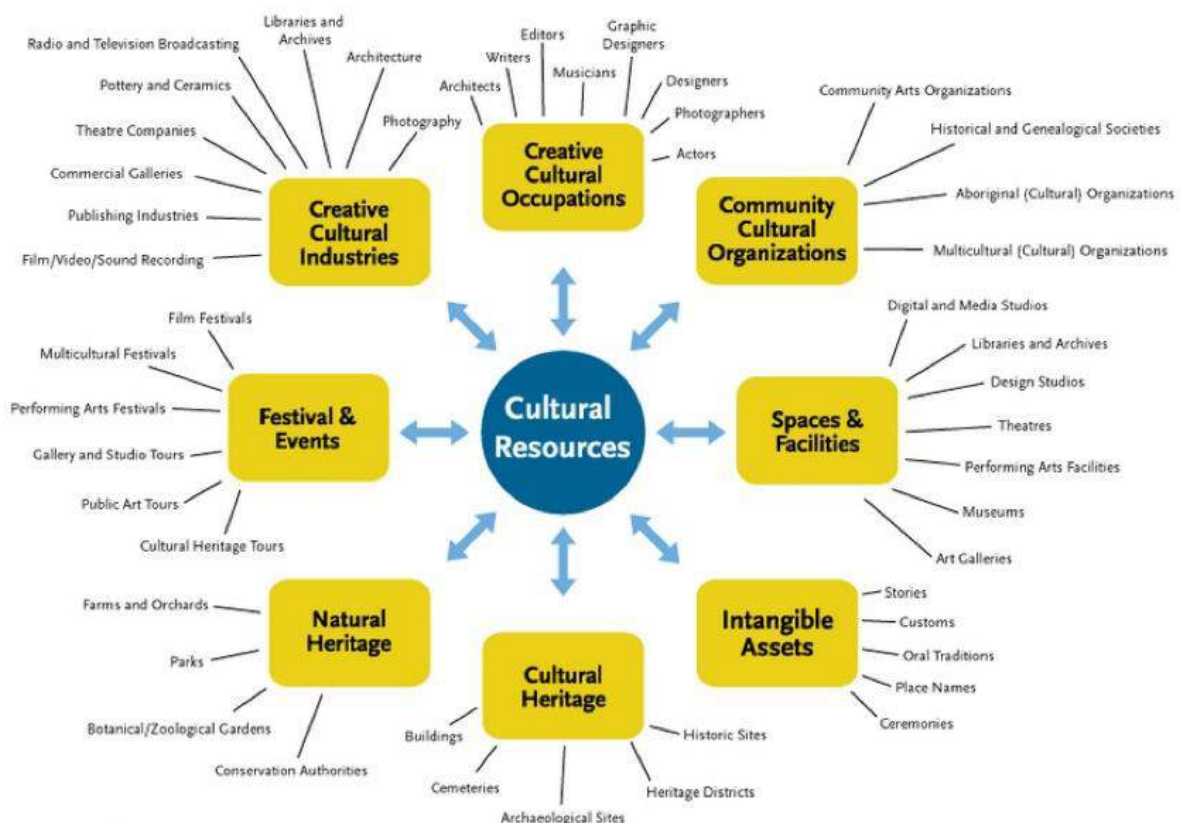 Libraries and
Archives
Radio and Television Broadcasting
Architecture
Pottery and Ceramics
Photography
Theatre Companies
Commercial Galleries
Publishing Industries
Film/Video/Sound Recording
Creative
Cultural
Industries
Architects
Writers
Editors
Musicians
Graphic
Designers
Designers
Photographers
Actors
Creative
Cultural
Occupations
Community Arts Organizations
Historical and Genealogical Societies
Aboriginal (Cultural) Organizations
Multicultural (Cultural) Organizations
Community
Cultural
Organizations
Film Festivals
Multicultural Festivals
Performing Arts Festivals
Gallery and Studio Tours
Public Art Tours
Cultural Heritage Tours
Festival &
Events
Cultural
Resources
Spaces &
Facilities
Digital and Media Studios
Libraries and Archives
Design Studios
Theatres
Performing Arts Facilities
Museums
Art Galleries
Farms and Orchards
Parks
Botanical/Zoological Gardens
Conservation Authorities
Natural
Heritage
Cultural
Heritage
Buildings
Cemeteries
Archaeological Sites
Heritage Districts
Historic Sites
Intangible
Assets
Stories
Customs
Oral Traditions
Place Names
Ceremonies